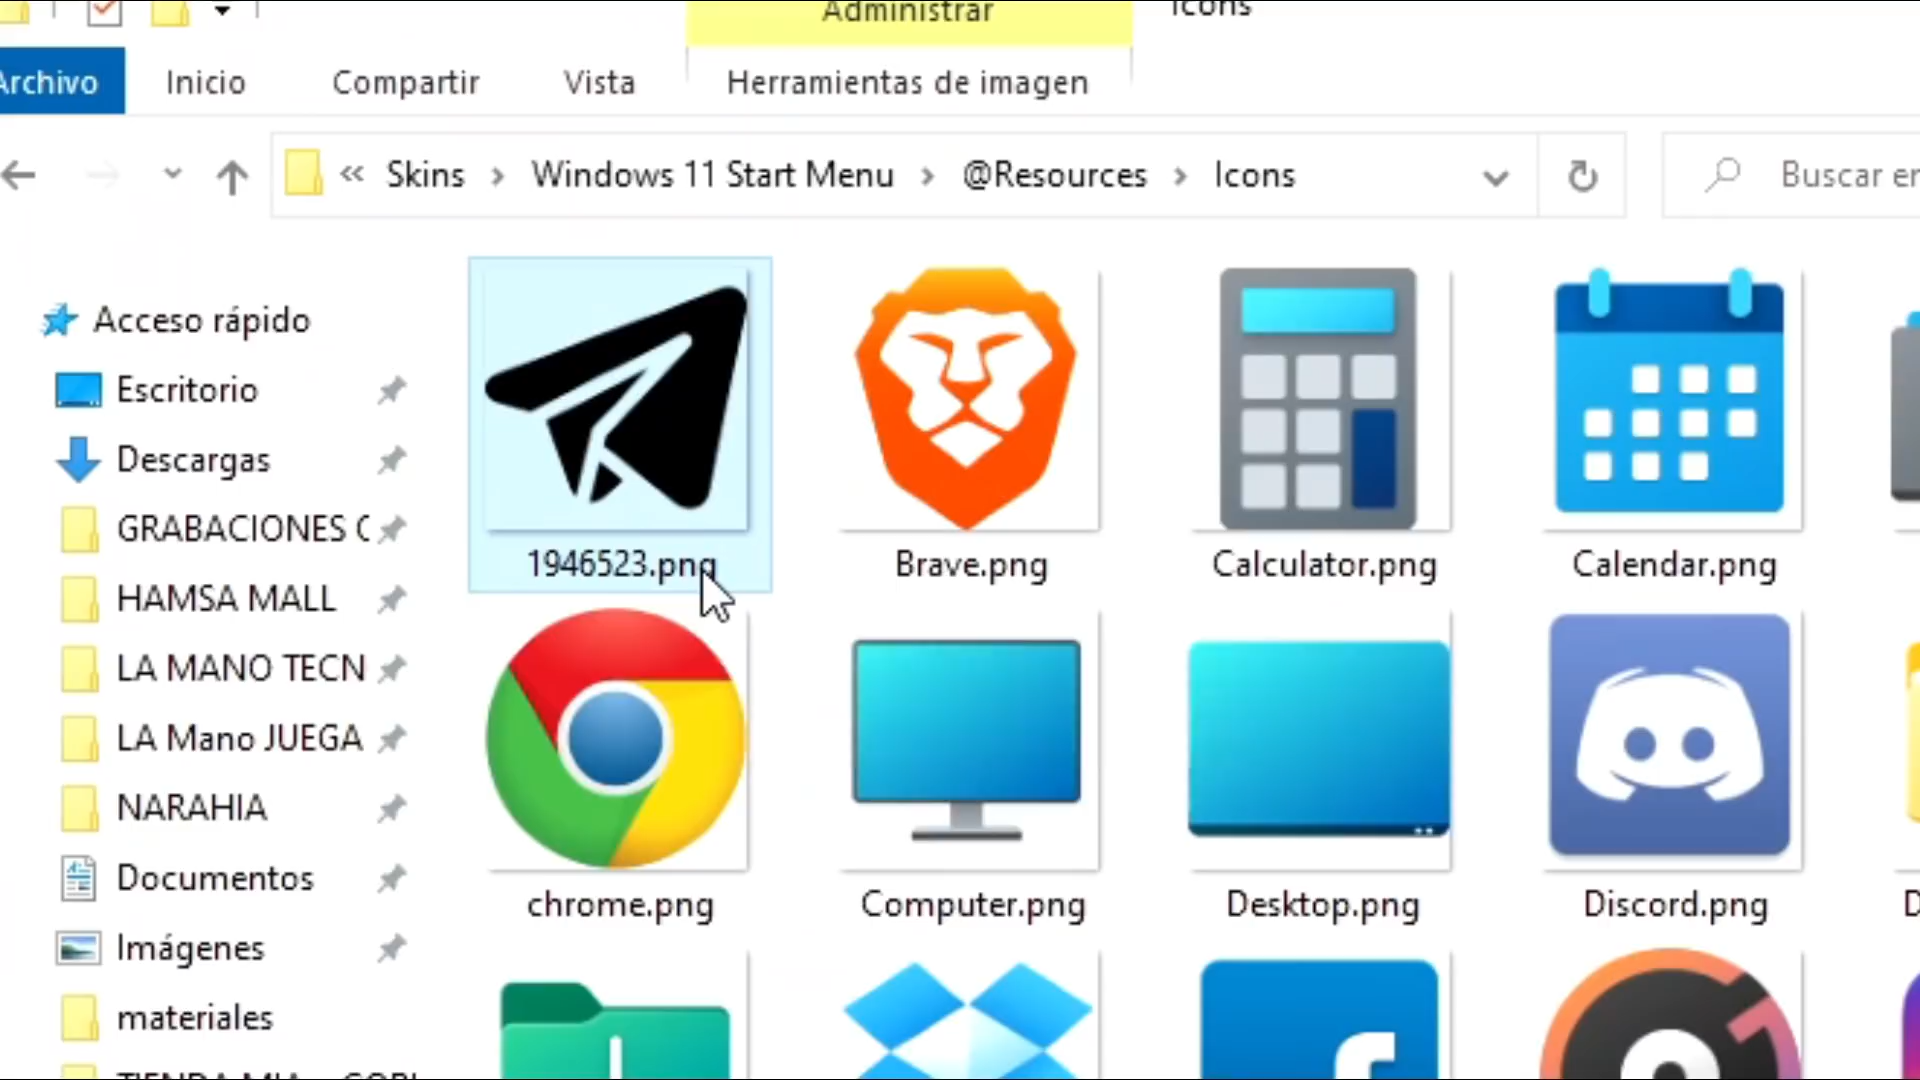 Administrar
Icons
Archivo
Inicio
Compartir
Vista
Herramientas de imagen
« Skins › Windows 11 Start Menu › @Resources › Icons
Buscar en
Acceso rápido
Escritorio
Descargas
GRABACIONES C
HAMSA MALL
LA MANO TECN
LA Mano JUEGA
NARAHIA
Documentos
Imágenes
materiales
1946523.png
Brave.png
Calculator.png
Calendar.png
chrome.png
Computer.png
Desktop.png
Discord.png